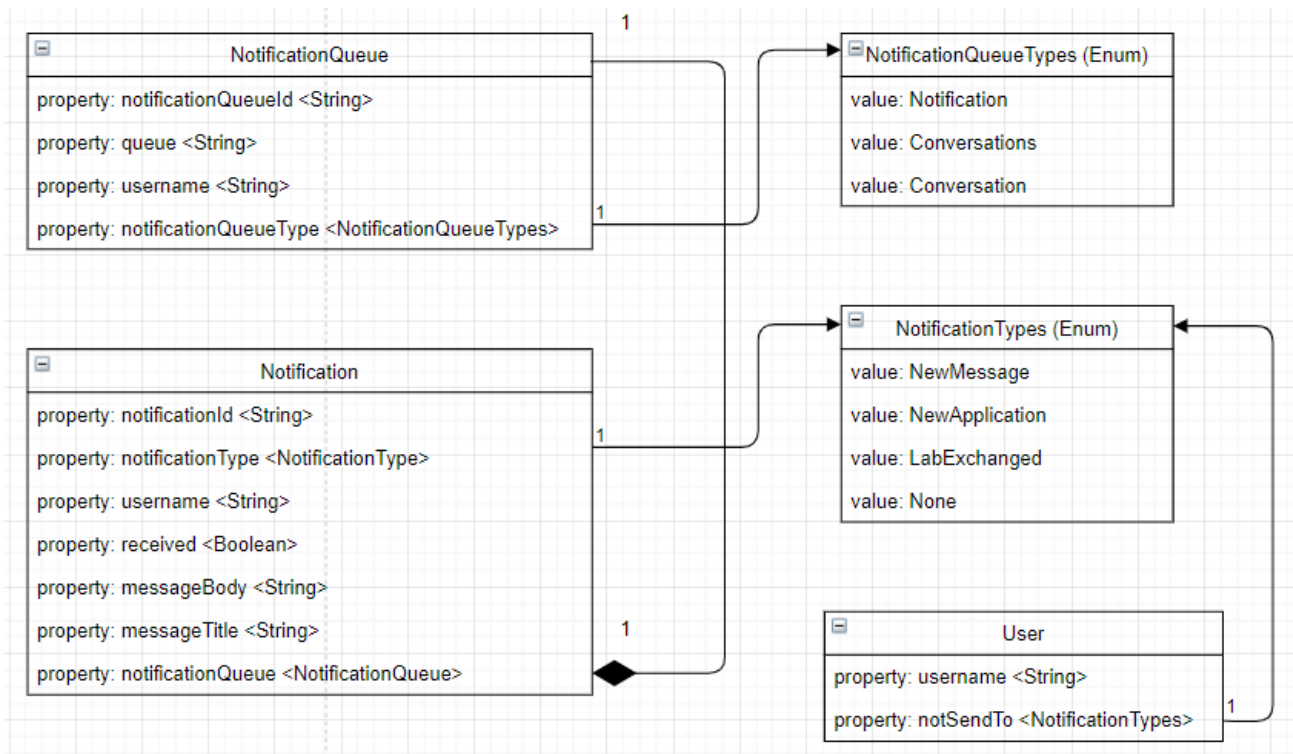 1
NotificationQueue
property: notificationQueueId <String>
property: queue <String>
property: username <String>
property: notificationQueueType <NotificationQueueTypes>
1
NotificationQueueTypes (Enum)
value: Notification
value: Conversations
value: Conversation
Notification
property: notificationId <String>
property: notificationType <NotificationType>
property: username <String>
property: received <Boolean>
property: messageBody <String>
property: messageTitle <String>
property: notificationQueue <NotificationQueue>
1
1
NotificationTypes (Enum)
value: NewMessage
value: NewApplication
value: LabExchanged
value: None
User
property: username <String>
property: notSendTo <NotificationTypes>
1